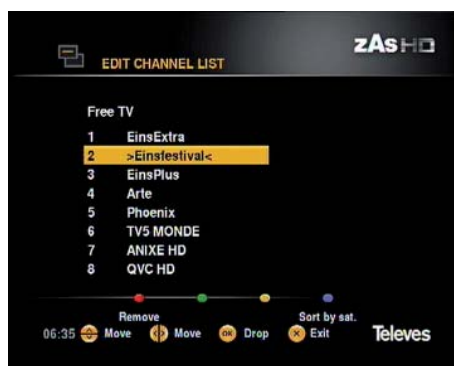 zAs HD
EDIT CHANNEL LIST
Free TV
1 EinsExtra
2 >Einsfestival<
3 EinsPlus
4 Arte
5 Phoenix
6 TV5 MONDE
7 ANIXE HD
8 QVC HD
Remove Sort by sat.
06:35 Move Move OK Drop X Exit Televes